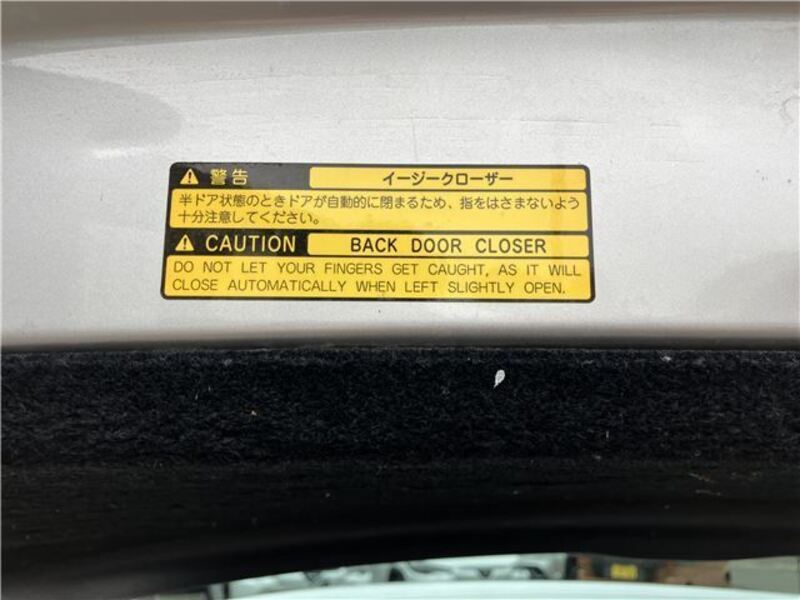 警告 イージークローザー
半ドア状態のときドアが自動的に閉まるため、指をはさまないよう
十分注意してください。
CAUTION BACK DOOR CLOSER
DO NOT LET YOUR FINGERS GET CAUGHT, AS IT WILL
CLOSE AUTOMATICALLY WHEN LEFT SLIGHTLY OPEN.